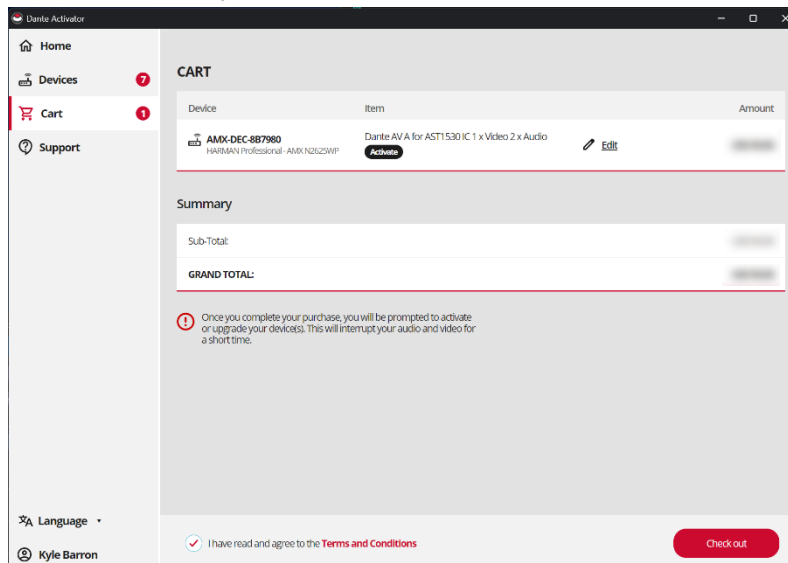 Dante Activator
Home
Devices 7
Cart 1
Support
CART
Device Item Amount
AMX-DEC-8B7980
HARMAN Professional - AMX N2625WP
Dante AV A for AST1530 IC 1 x Video 2 x Audio
Activate
Edit
Summary
Sub-Total:
GRAND TOTAL:
Once you complete your purchase, you will be prompted to activate
or upgrade your device(s). This will interrupt your audio and video for
a short time.
Language
Kyle Barron
I have read and agree to the Terms and Conditions
Check out